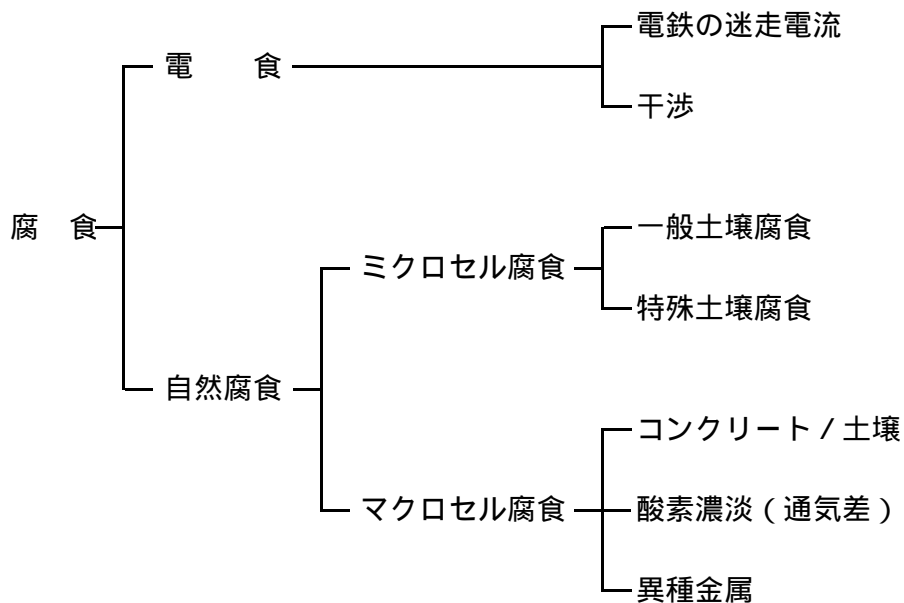 電鉄の迷走電流
電　　食
干渉
腐　食
一般土壌腐食
ミクロセル腐食
特殊土壌腐食
自然腐食
コンクリート / 土壌
マクロセル腐食
酸素濃淡 ( 通気差 )
異種金属